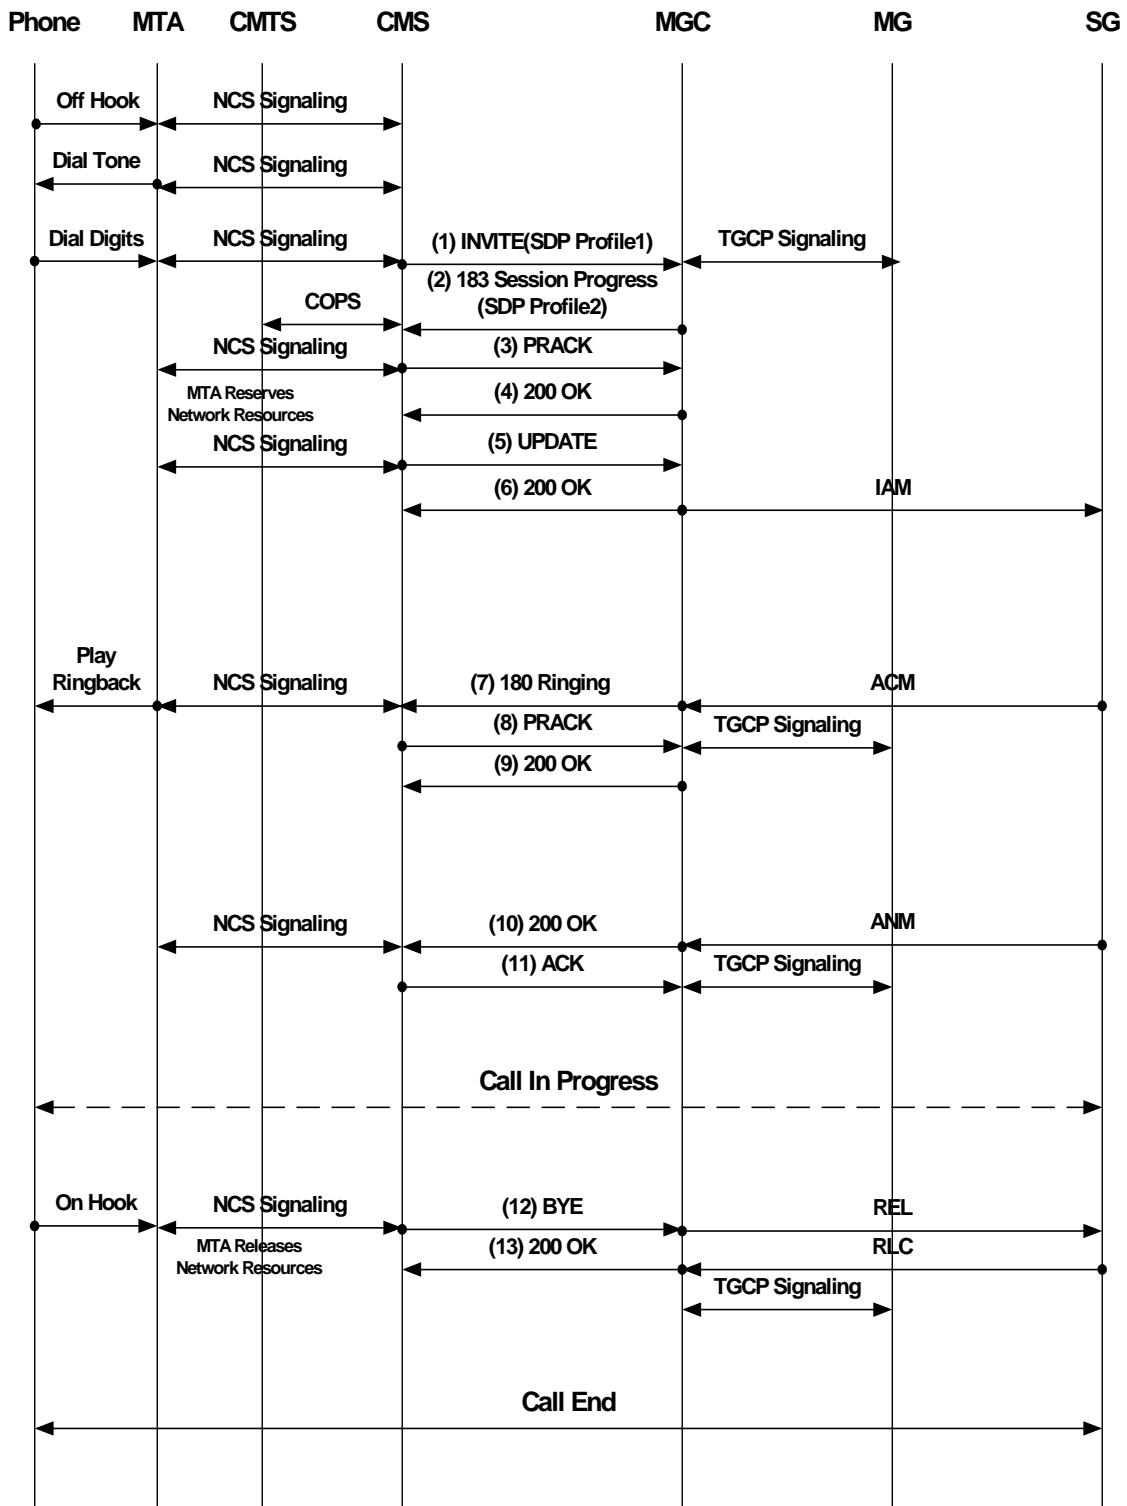 Phone MTA CMTS CMS MGC MG SG
Off Hook NCS Signaling
Dial Tone NCS Signaling
Dial Digits NCS Signaling (1) INVITE(SDP Profile1) TGCP Signaling
(2) 183 Session Progress
(SDP Profile2)
COPS
NCS Signaling (3) PRACK
MTA Reserves
Network Resources
(4) 200 OK
NCS Signaling (5) UPDATE
(6) 200 OK IAM
Play
Ringback NCS Signaling (7) 180 Ringing ACM
(8) PRACK TGCP Signaling
(9) 200 OK
NCS Signaling (10) 200 OK ANM
(11) ACK TGCP Signaling
Call In Progress
On Hook NCS Signaling (12) BYE REL
MTA Releases
Network Resources
(13) 200 OK RLC
TGCP Signaling
Call End